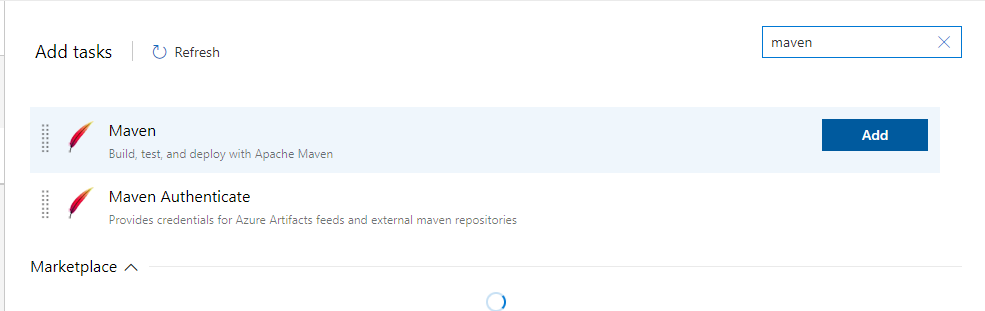 Add tasks
Refresh
maven
Maven
Add
Build, test, and deploy with Apache Maven
Maven Authenticate
Provides credentials for Azure Artifacts feeds and external maven repositories
Marketplace